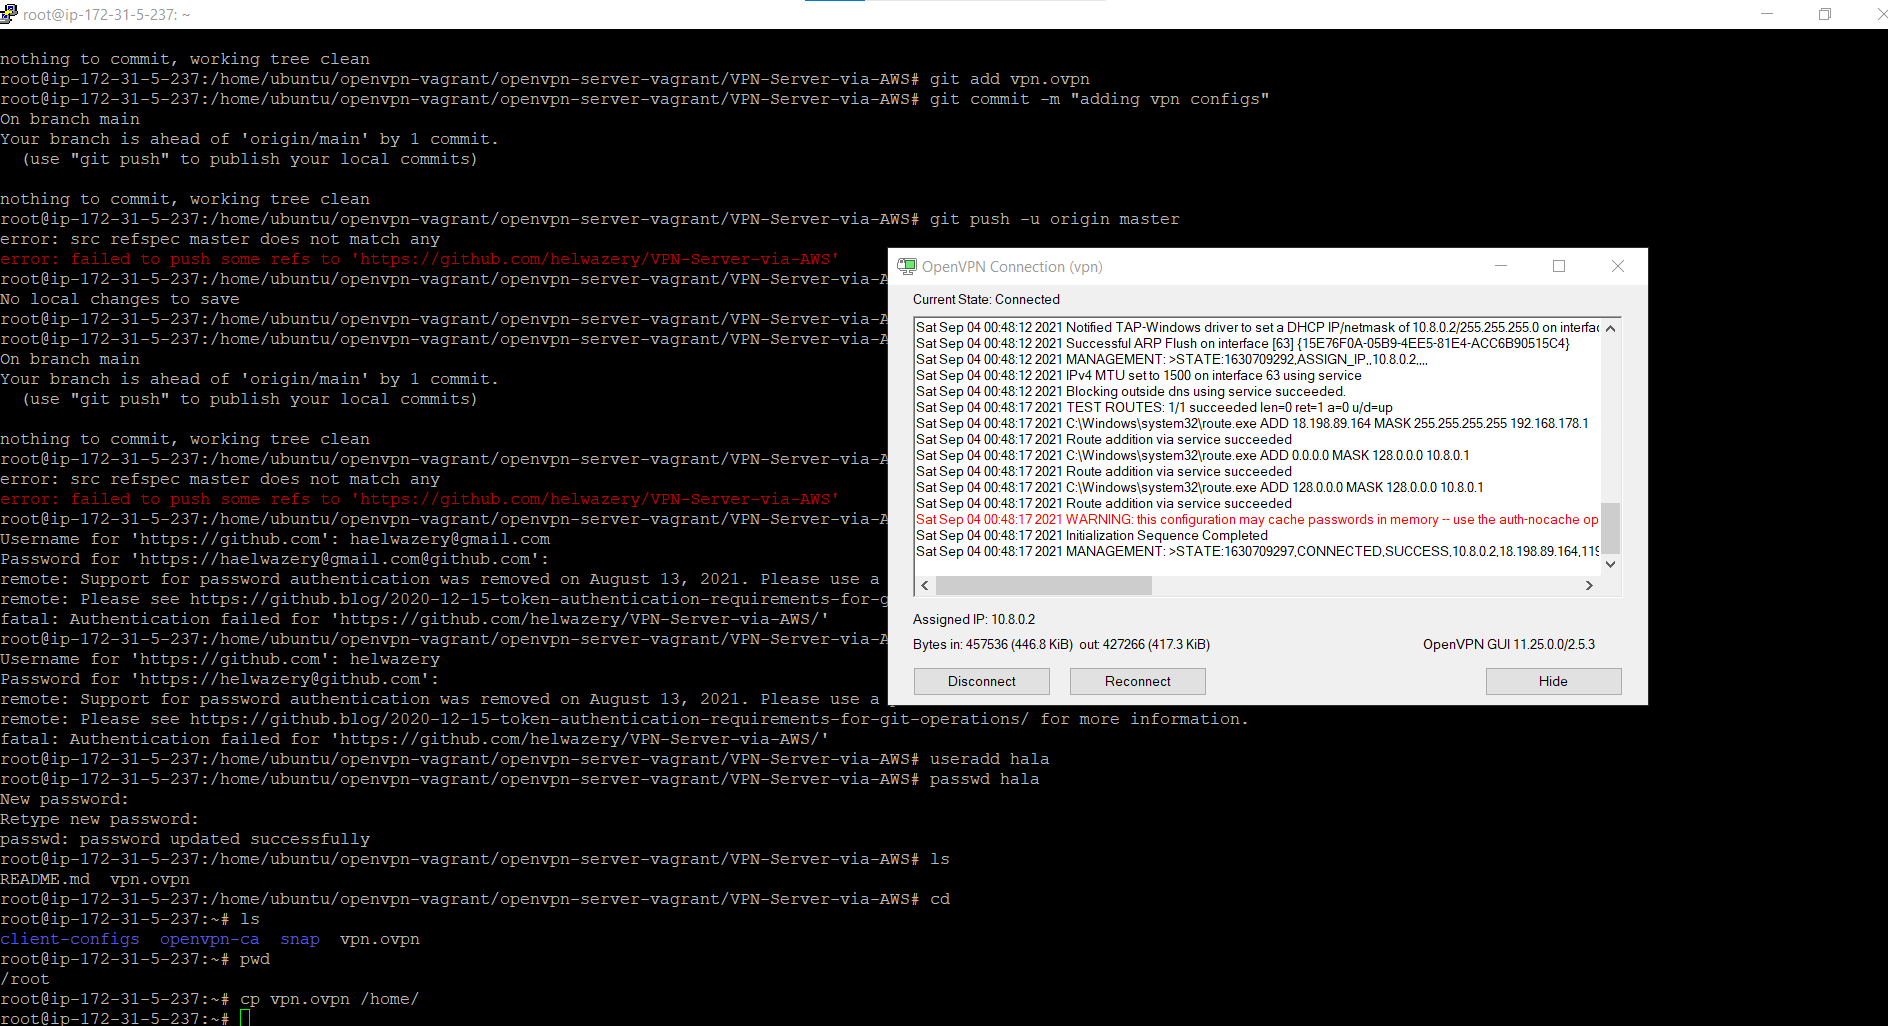 root@ip-172-31-5-237: ~
nothing to commit, working tree clean
root@ip-172-31-5-237:/home/ubuntu/openvpn-vagrant/openvpn-server-vagrant/VPN-Server-via-AWS# git add vpn.ovpn
root@ip-172-31-5-237:/home/ubuntu/openvpn-vagrant/openvpn-server-vagrant/VPN-Server-via-AWS# git commit -m "adding vpn configs"
On branch main
Your branch is ahead of 'origin/main' by 1 commit.
  (use "git push" to publish your local commits)
nothing to commit, working tree clean
root@ip-172-31-5-237:/home/ubuntu/openvpn-vagrant/openvpn-server-vagrant/VPN-Server-via-AWS# git push -u origin master
error: src refspec master does not match any
error: failed to push some refs to 'https://github.com/helwazery/VPN-Server-via-AWS'
root@ip-172-31-5-237:/home/ubuntu/openvpn-vagrant/openvpn-server-vagrant/VPN-Server-via-A
No local changes to save
root@ip-172-31-5-237:/home/ubuntu/openvpn-vagrant/openvpn-server-vagrant/VPN-Server-via-A
root@ip-172-31-5-237:/home/ubuntu/openvpn-vagrant/openvpn-server-vagrant/VPN-Server-via-A
On branch main
Your branch is ahead of 'origin/main' by 1 commit.
  (use "git push" to publish your local commits)
nothing to commit, working tree clean
root@ip-172-31-5-237:/home/ubuntu/openvpn-vagrant/openvpn-server-vagrant/VPN-Server-via-A
error: src refspec master does not match any
error: failed to push some refs to 'https://github.com/helwazery/VPN-Server-via-AWS'
root@ip-172-31-5-237:/home/ubuntu/openvpn-vagrant/openvpn-server-vagrant/VPN-Server-via-A
Username for 'https://github.com': haelwazery@gmail.com
Password for 'https://haelwazery@gmail.com@github.com':
remote: Support for password authentication was removed on August 13, 2021. Please use a
remote: Please see https://github.blog/2020-12-15-token-authentication-requirements-for-g
fatal: Authentication failed for 'https://github.com/helwazery/VPN-Server-via-AWS/'
root@ip-172-31-5-237:/home/ubuntu/openvpn-vagrant/openvpn-server-vagrant/VPN-Server-via-A
Username for 'https://github.com': helwazery
Password for 'https://helwazery@github.com':
remote: Support for password authentication was removed on August 13, 2021. Please use a
remote: Please see https://github.blog/2020-12-15-token-authentication-requirements-for-git-operations/ for more information.
fatal: Authentication failed for 'https://github.com/helwazery/VPN-Server-via-AWS/'
root@ip-172-31-5-237:/home/ubuntu/openvpn-vagrant/openvpn-server-vagrant/VPN-Server-via-AWS# useradd hala
root@ip-172-31-5-237:/home/ubuntu/openvpn-vagrant/openvpn-server-vagrant/VPN-Server-via-AWS# passwd hala
New password:
Retype new password:
passwd: password updated successfully
root@ip-172-31-5-237:/home/ubuntu/openvpn-vagrant/openvpn-server-vagrant/VPN-Server-via-AWS# ls
README.md  vpn.ovpn
root@ip-172-31-5-237:/home/ubuntu/openvpn-vagrant/openvpn-server-vagrant/VPN-Server-via-AWS# cd
root@ip-172-31-5-237:~# ls
client-configs  openvpn-ca  snap  vpn.ovpn
root@ip-172-31-5-237:~# pwd
/root
root@ip-172-31-5-237:~# cp vpn.ovpn /home/
root@ip-172-31-5-237:~#
OpenVPN Connection (vpn)
Current State: Connected
Sat Sep 04 00:48:12 2021 Notified TAP-Windows driver to set a DHCP IP/netmask of 10.8.0.2/255.255.255.0 on interfac
Sat Sep 04 00:48:12 2021 Successful ARP Flush on interface [63] {15E76F0A-05B9-4EE5-81E4-ACC6B90515C4}
Sat Sep 04 00:48:12 2021 MANAGEMENT: >STATE:1630709292,ASSIGN_IP,,10.8.0.2,,,,
Sat Sep 04 00:48:12 2021 IPv4 MTU set to 1500 on interface 63 using service
Sat Sep 04 00:48:12 2021 Blocking outside dns using service succeeded.
Sat Sep 04 00:48:17 2021 TEST ROUTES: 1/1 succeeded len=0 ret=1 a=0 u/d=up
Sat Sep 04 00:48:17 2021 C:\Windows\system32\route.exe ADD 18.198.89.164 MASK 255.255.255.255 192.168.178.1
Sat Sep 04 00:48:17 2021 Route addition via service succeeded
Sat Sep 04 00:48:17 2021 C:\Windows\system32\route.exe ADD 0.0.0.0 MASK 128.0.0.0 10.8.0.1
Sat Sep 04 00:48:17 2021 Route addition via service succeeded
Sat Sep 04 00:48:17 2021 C:\Windows\system32\route.exe ADD 128.0.0.0 MASK 128.0.0.0 10.8.0.1
Sat Sep 04 00:48:17 2021 Route addition via service succeeded
Sat Sep 04 00:48:17 2021 WARNING: this configuration may cache passwords in memory -- use the auth-nocache op
Sat Sep 04 00:48:17 2021 Initialization Sequence Completed
Sat Sep 04 00:48:17 2021 MANAGEMENT: >STATE:1630709297,CONNECTED,SUCCESS,10.8.0.2,18.198.89.164,119
Assigned IP: 10.8.0.2
Bytes in: 457536 (446.8 KiB)  out: 427266 (417.3 KiB)
OpenVPN GUI 11.25.0.0/2.5.3
Disconnect
Reconnect
Hide